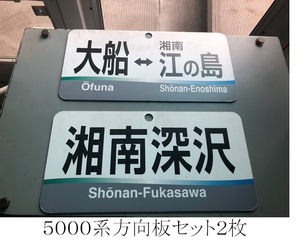 湘南
大船↔江の島
Ōfuna Shōnan-Enoshima
湘南深沢
Shōnan-Fukasawa
5000系方向板セット2枚